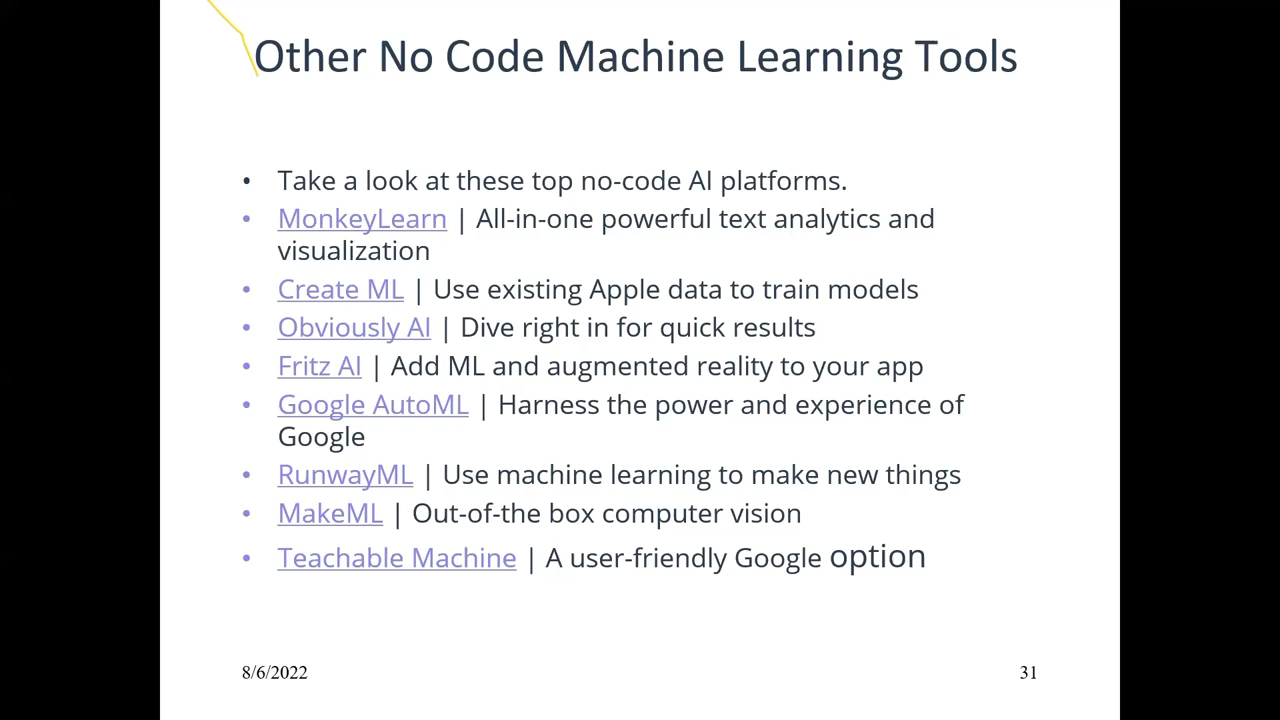 Other No Code Machine Learning Tools
• Take a look at these top no-code AI platforms.
• MonkeyLearn | All-in-one powerful text analytics and
visualization
• Create ML | Use existing Apple data to train models
• Obviously AI | Dive right in for quick results
• Fritz AI | Add ML and augmented reality to your app
• Google AutoML | Harness the power and experience of
Google
• RunwayML | Use machine learning to make new things
• MakeML | Out-of-the box computer vision
• Teachable Machine | A user-friendly Google option
8/6/2022 31